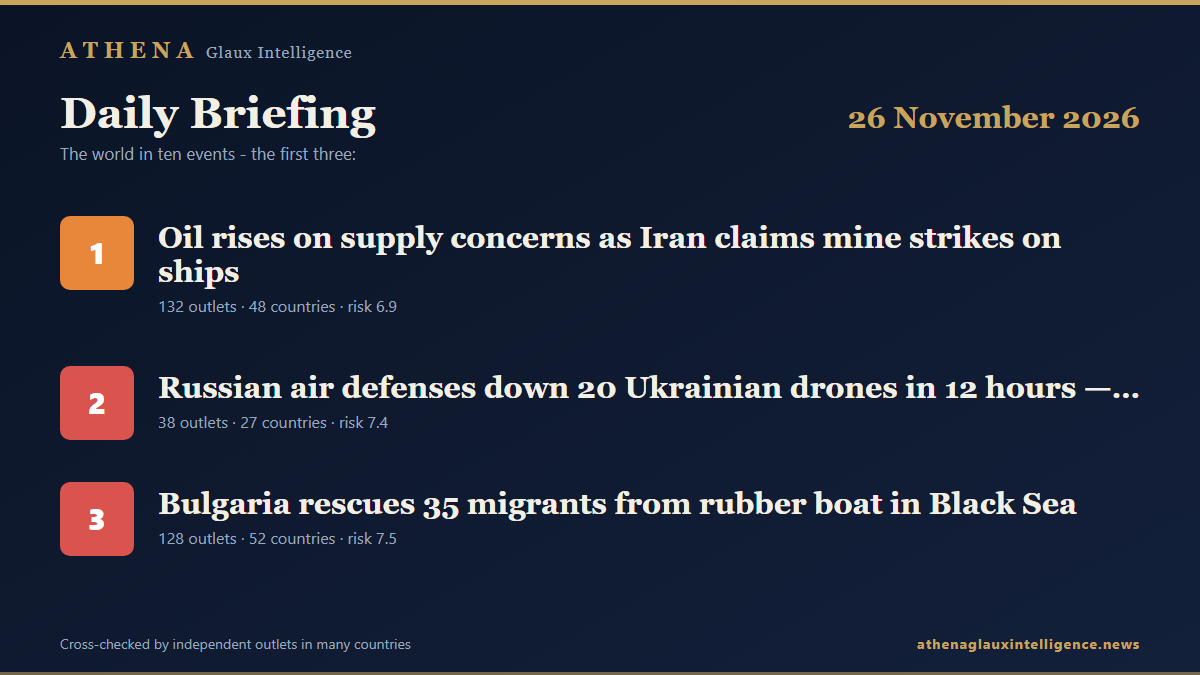 ATHENA Glaux Intelligence
Daily Briefing
26 November 2026
The world in ten events - the first three:
1
Oil rises on supply concerns as Iran claims mine strikes on
ships
132 outlets · 48 countries · risk 6.9
2
Russian air defenses down 20 Ukrainian drones in 12 hours —...
38 outlets · 27 countries · risk 7.4
3
Bulgaria rescues 35 migrants from rubber boat in Black Sea
128 outlets · 52 countries · risk 7.5
Cross-checked by independent outlets in many countries
athenaglauxintelligence.news